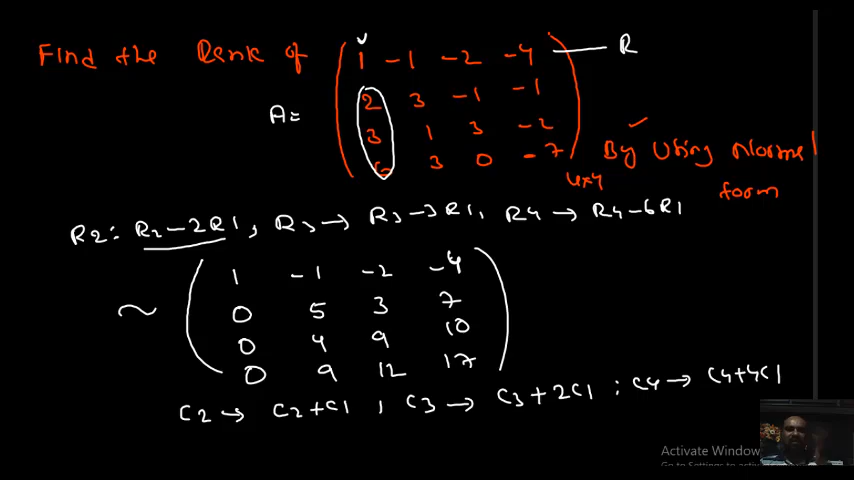 Find the Rank of
A = ( 1 -1 -2 -4 ) — R
2 3 -1 -1
3 1 3 -2
6 3 0 -7
4x4
✓ By Using Normal
form
R2: R2-2R1, R3 → R3-3R1, R4 → R4-6R1
~ ( 1 -1 -2 -4 )
0 5 3 7
0 4 9 10
0 9 12 17
C2 → C2+C1 , C3 → C3+2C1 ; C4 → C4+4C1
Activate Window